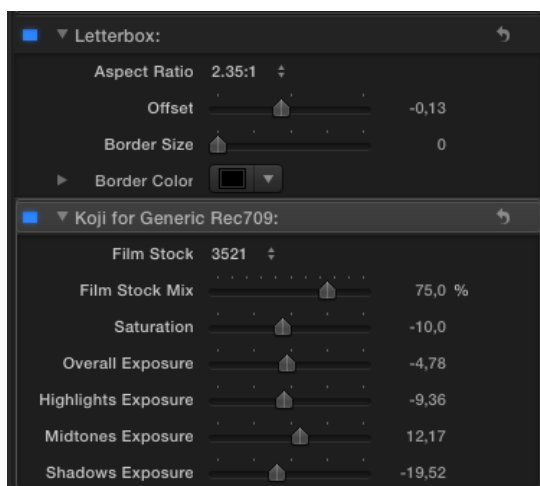 Letterbox:
Aspect Ratio 2.35:1
Offset -0,13
Border Size 0
Border Color
Koji for Generic Rec709:
Film Stock 3521
Film Stock Mix 75,0 %
Saturation -10,0
Overall Exposure -4,78
Highlights Exposure -9,36
Midtones Exposure 12,17
Shadows Exposure -19,52